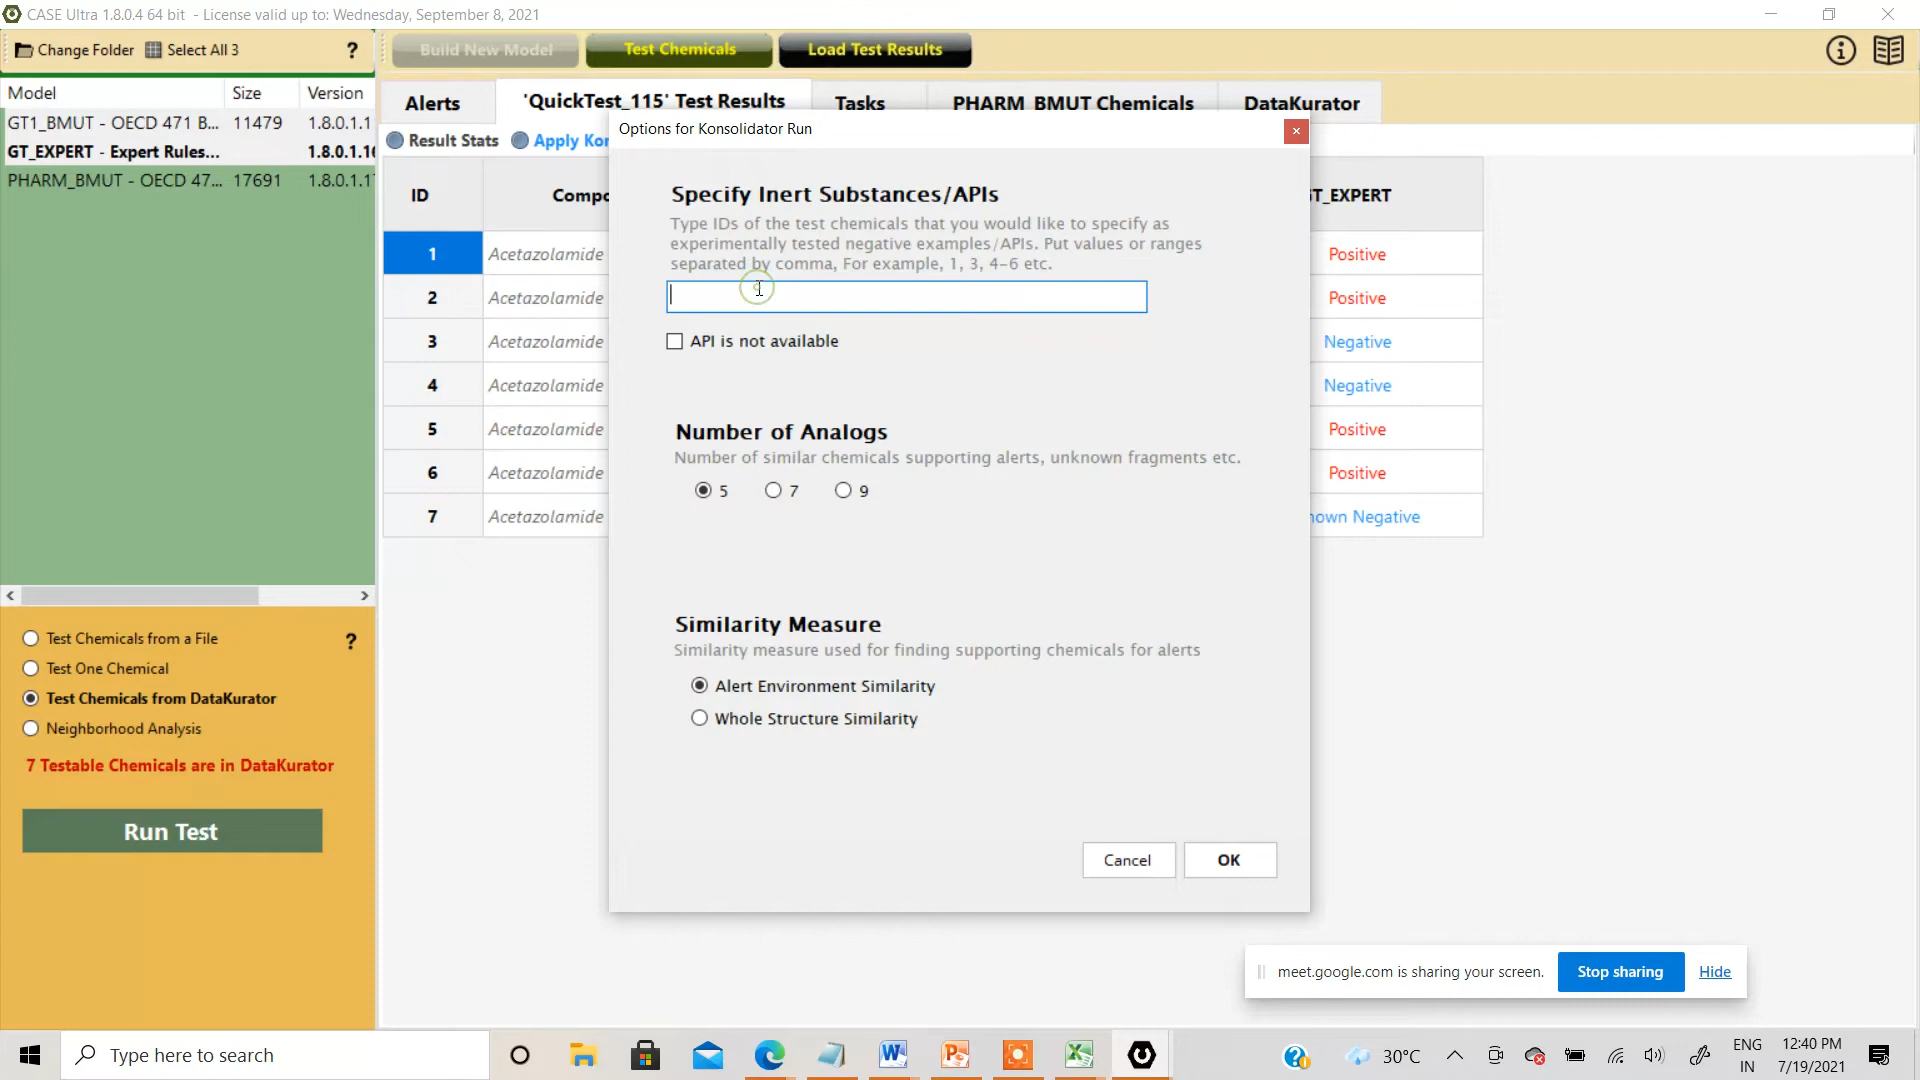 CASE Ultra 1.8.0.4 64 bit - License valid up to: Wednesday, September 8, 2021
Change Folder Select All 3 ?
Build New Model Test Chemicals Load Test Results
Model Size Version
GT1_BMUT - OECD 471 B... 11479 1.8.0.1.1
GT_EXPERT - Expert Rules... 1.8.0.1.16
PHARM_BMUT - OECD 47... 17691 1.8.0.1.1
Alerts 'QuickTest_115' Test Results Tasks PHARM_BMUT Chemicals DataKurator
Result Stats Apply Kon
ID Compo GT_EXPERT
1 Acetazolamide Positive
2 Acetazolamide Positive
3 Acetazolamide Negative
4 Acetazolamide Negative
5 Acetazolamide Positive
6 Acetazolamide Positive
7 Acetazolamide nown Negative
Options for Konsolidator Run
Specify Inert Substances/APIs
Type IDs of the test chemicals that you would like to specify as
experimentally tested negative examples/APIs. Put values or ranges
separated by comma, For example, 1, 3, 4-6 etc.
API is not available
Number of Analogs
Number of similar chemicals supporting alerts, unknown fragments etc.
5 7 9
Similarity Measure
Similarity measure used for finding supporting chemicals for alerts
Alert Environment Similarity
Whole Structure Similarity
Cancel OK
Test Chemicals from a File ?
Test One Chemical
Test Chemicals from DataKurator
Neighborhood Analysis
7 Testable Chemicals are in DataKurator
Run Test
meet.google.com is sharing your screen. Stop sharing Hide
Type here to search
30°C
ENG
IN
12:40 PM
7/19/2021